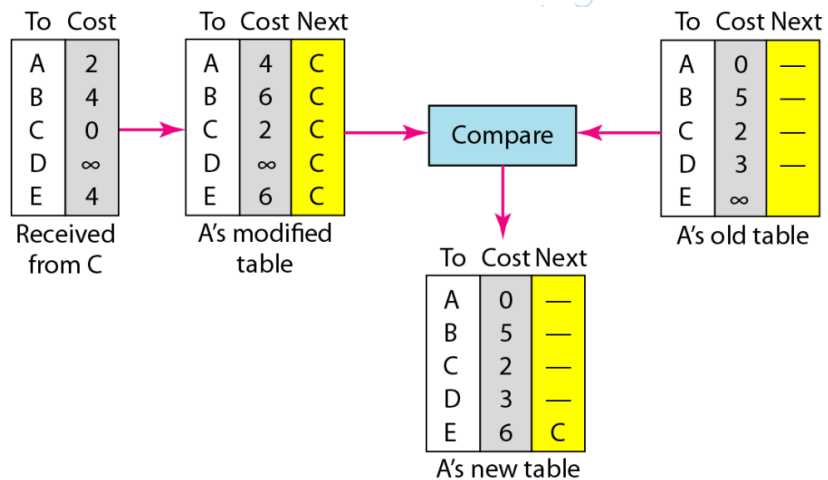 To Cost
A 2
B 4
C 0
D ∞
E 4
Received
from C
To Cost Next
A 4 C
B 6 C
C 2 C
D ∞ C
E 6 C
A's modified
table
Compare
To Cost Next
A 0 —
B 5 —
C 2 —
D 3 —
E ∞
A's old table
To Cost Next
A 0 —
B 5 —
C 2 —
D 3 —
E 6 C
A's new table